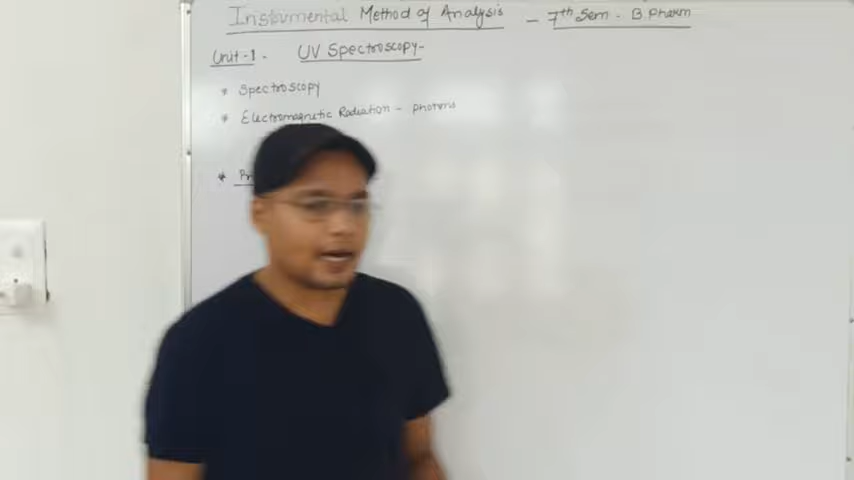 Instrumental Method of Analysis - 7th Sem - B Pharm
Unit-1 - UV Spectroscopy-
* Spectroscopy
* Electromagnetic Radiation - photons
*